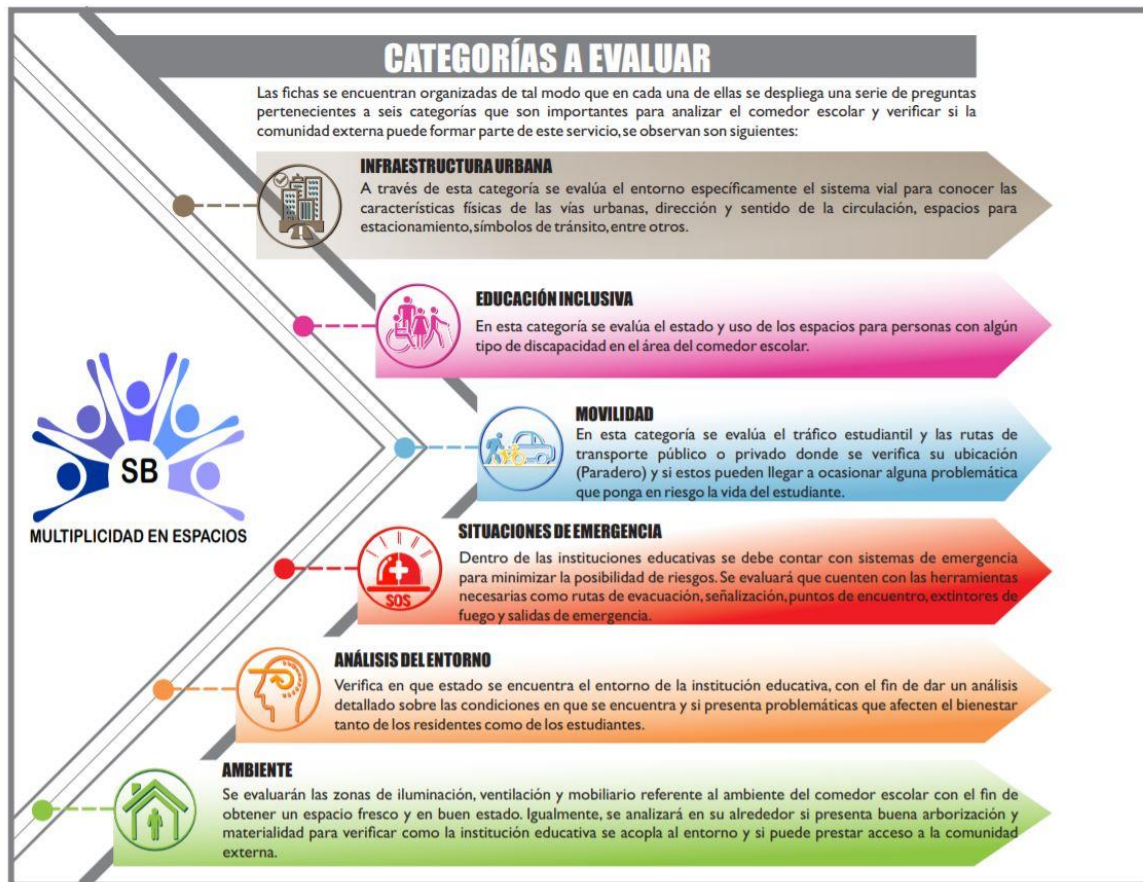 CATEGORÍAS A EVALUAR
Las fichas se encuentran organizadas de tal modo que en cada una de ellas se despliega una serie de preguntas
pertenecientes a seis categorías que son importantes para analizar el comedor escolar y verificar si la
comunidad externa puede formar parte de este servicio, se observan son siguientes:
INFRAESTRUCTURA URBANA
A través de esta categoría se evalúa el entorno específicamente el sistema vial para conocer las
características físicas de las vías urbanas, dirección y sentido de la circulación, espacios para
estacionamiento, símbolos de tránsito, entre otros.
EDUCACIÓN INCLUSIVA
En esta categoría se evalúa el estado y uso de los espacios para personas con algún
tipo de discapacidad en el área del comedor escolar.
MOVILIDAD
En esta categoría se evalúa el tráfico estudiantil y las rutas de
transporte público o privado donde se verifica su ubicación
(Paradero) y si estos pueden llegar a ocasionar alguna problemática
que ponga en riesgo la vida del estudiante.
SB
MULTIPLICIDAD EN ESPACIOS
SITUACIONES DE EMERGENCIA
Dentro de las instituciones educativas se debe contar con sistemas de emergencia
para minimizar la posibilidad de riesgos. Se evaluará que cuenten con las herramientas
necesarias como rutas de evacuación, señalización, puntos de encuentro, extintores de
fuego y salidas de emergencia.
SOS
ANÁLISIS DEL ENTORNO
Verifica en que estado se encuentra el entorno de la institución educativa, con el fin de dar un análisis
detallado sobre las condiciones en que se encuentra y si presenta problemáticas que afecten el bienestar
tanto de los residentes como de los estudiantes.
AMBIENTE
Se evaluarán las zonas de iluminación, ventilación y mobiliario referente al ambiente del comedor escolar con el fin de
obtener un espacio fresco y en buen estado. Igualmente, se analizará en su alrededor si presenta buena arborización y
materialidad para verificar como la institución educativa se acopla al entorno y si puede prestar acceso a la comunidad
externa.